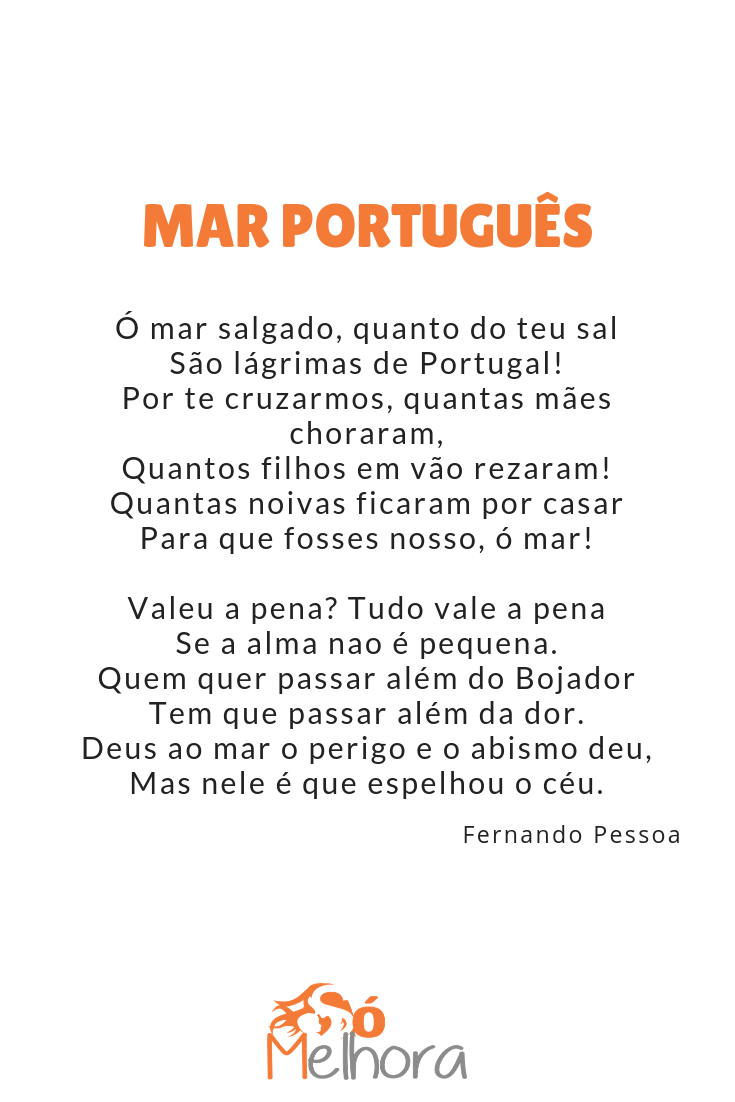 MAR PORTUGUÊS
Ó mar salgado, quanto do teu sal
São lágrimas de Portugal!
Por te cruzarmos, quantas mães
choraram,
Quantos filhos em vão rezaram!
Quantas noivas ficaram por casar
Para que fosses nosso, ó mar!
Valeu a pena? Tudo vale a pena
Se a alma nao é pequena.
Quem quer passar além do Bojador
Tem que passar além da dor.
Deus ao mar o perigo e o abismo deu,
Mas nele é que espelhou o céu.
Fernando Pessoa
Só
Melhora